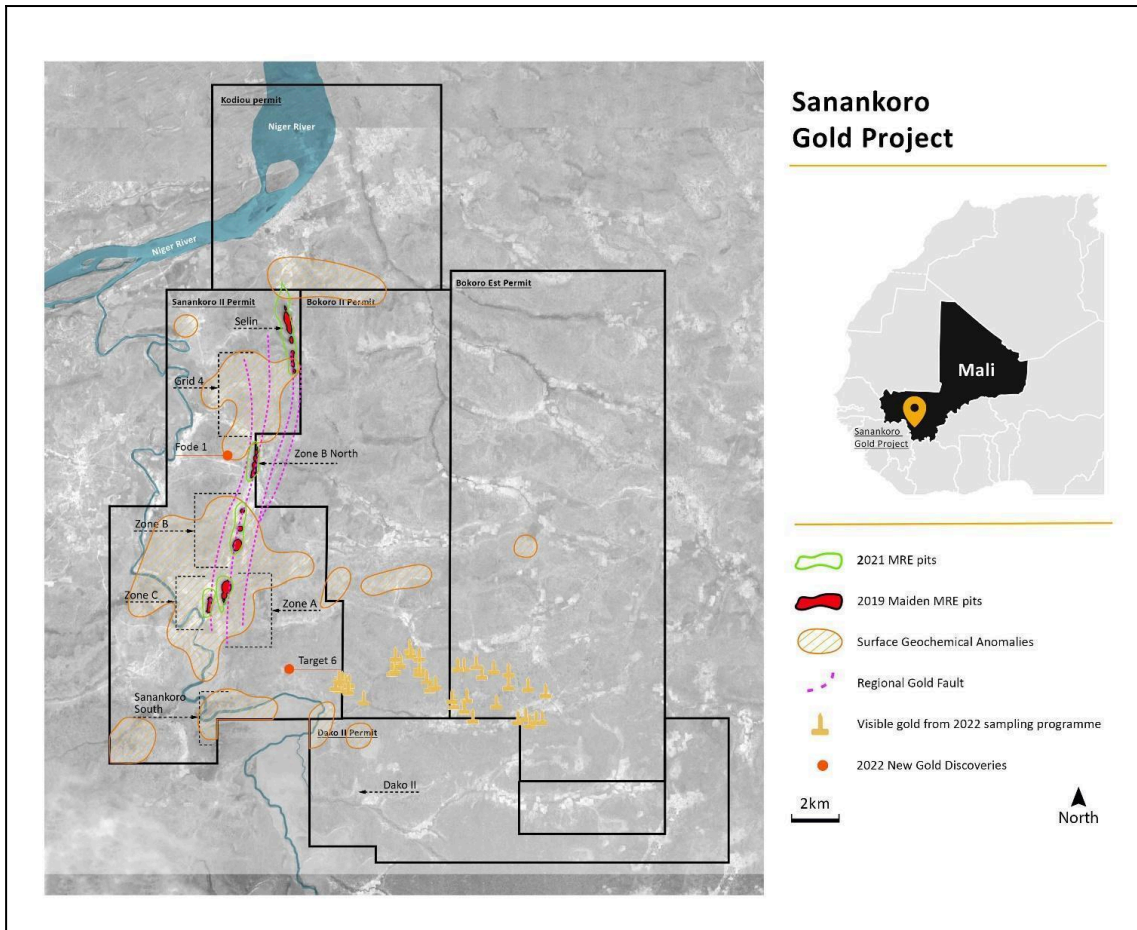 Sanankoro
Gold Project
Kodiou permit
Niger River
Niger River
Sanankoro II Permit
Bokoro II Permit
Bokoro Est Permit
Selin
Grid 4
Fode 1
Zone B North
Zone B
Zone C
Zone A
Target 6
Sanankoro
South
Dako II Permit
Dako II
Mali
Sanankoro
Gold Project
2021 MRE pits
2019 Maiden MRE pits
Surface Geochemical Anomalies
Regional Gold Fault
Visible gold from 2022 sampling programme
2022 New Gold Discoveries
2km
North